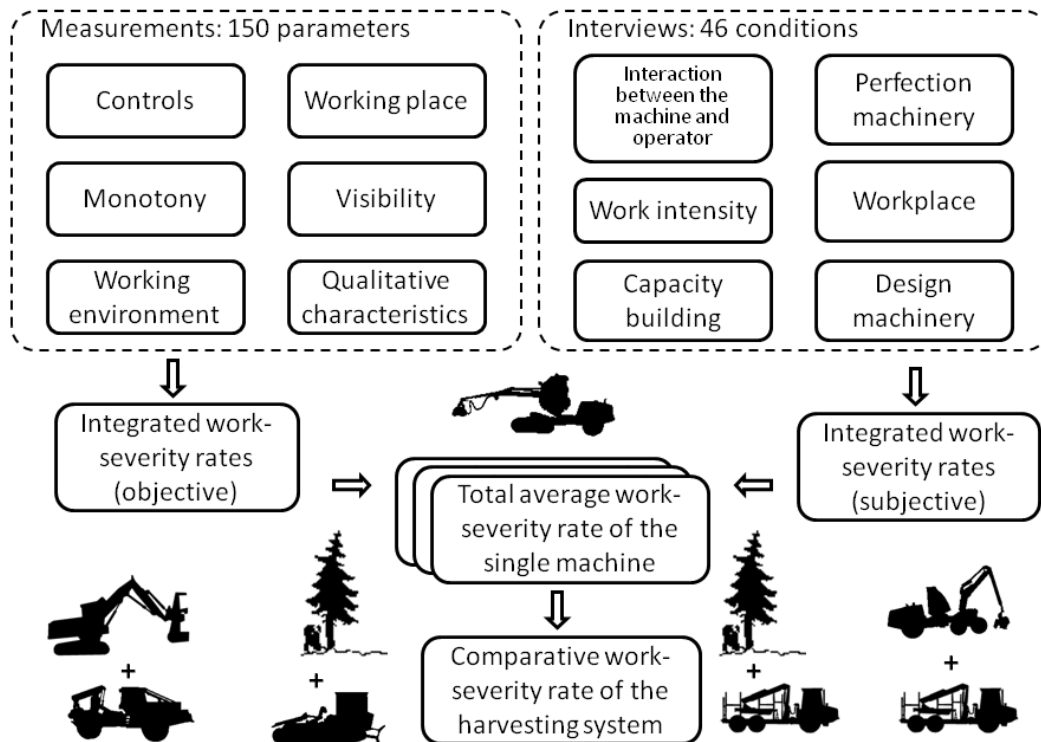 Measurements: 150 parameters
Controls
Working place
Monotony
Visibility
Working
environment
Qualitative
characteristics
Interviews: 46 conditions
Interaction
between the
machine and
operator
Perfection
machinery
Work intensity
Workplace
Capacity
building
Design
machinery
Integrated work-
severity rates
(objective)
Total average work-
severity rate of the
single machine
Integrated work-
severity rates
(subjective)
Comparative work-
severity rate of the
harvesting system
+
+
+
+